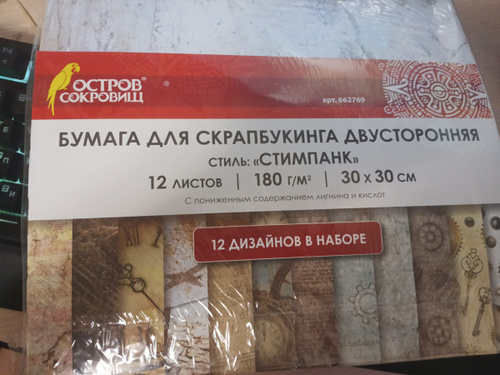 ОСТРОВ
СОКРОВИЩ®
арт. 662769
БУМАГА ДЛЯ СКРАПБУКИНГА ДВУСТОРОННЯЯ
СТИЛЬ: «СТИМПАНК»
12 ЛИСТОВ | 180 Г/М² | 30 Х 30 СМ
С пониженным содержанием лигнина и кислот
12 ДИЗАЙНОВ В НАБОРЕ